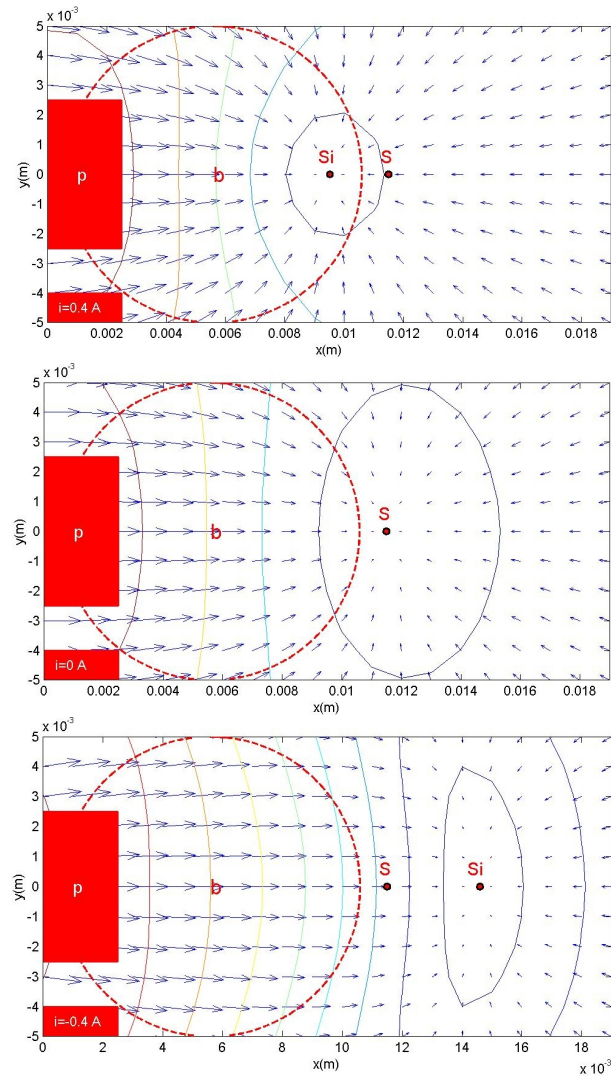 x 10⁻³
5
4
3
2
1
0
-1
-2
-3
-4
-5
y(m)
p
b
Si
S
i=0.4 A
0 0.002 0.004 0.006 0.008 0.01 0.012 0.014 0.016 0.018
x(m)
x 10⁻³
5
4
3
2
1
0
-1
-2
-3
-4
-5
y(m)
p
b
S
i=0 A
0 0.002 0.004 0.006 0.008 0.01 0.012 0.014 0.016 0.018
x(m)
x 10⁻³
5
4
3
2
1
0
-1
-2
-3
-4
-5
y(m)
p
b
S
Si
i=-0.4 A
0 2 4 6 8 10 12 14 16 18
x(m)
x 10⁻³